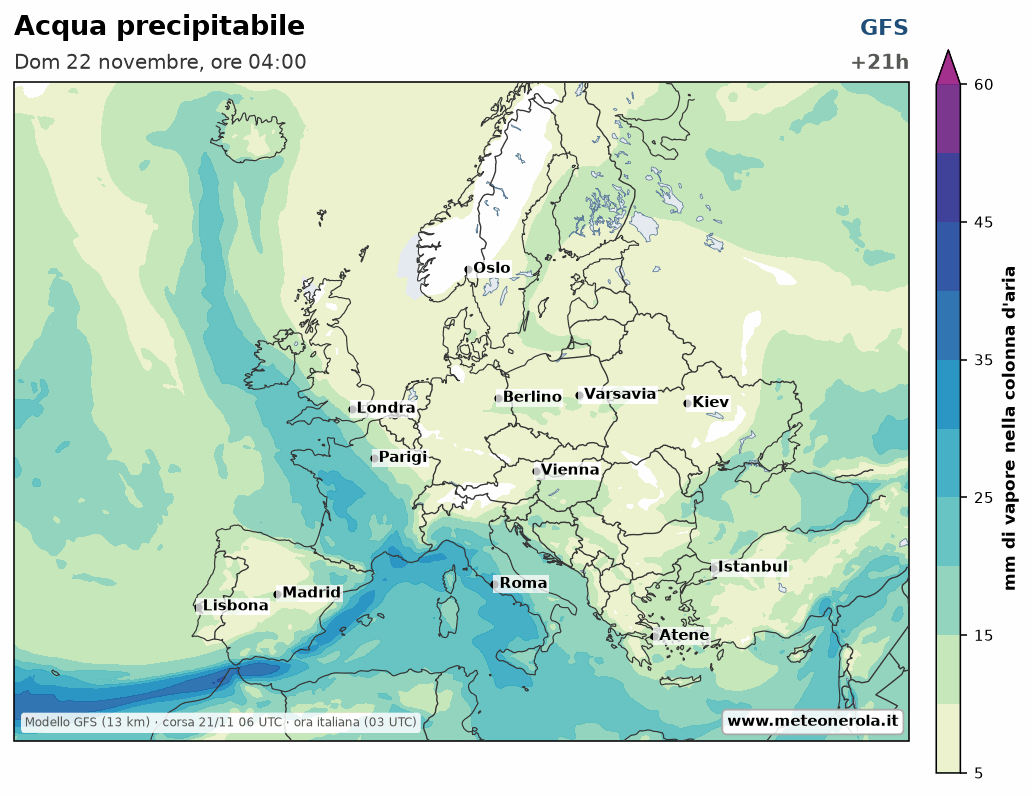 Acqua precipitabile
GFS
Dom 22 novembre, ore 04:00
+21h
60
45
35
25
15
5
mm di vapore nella colonna d'aria
Oslo
Berlino
Varsavia
Kiev
Londra
Parigi
Vienna
Istanbul
Roma
Madrid
Lisbona
Atene
Modello GFS (13 km) · corsa 21/11 06 UTC · ora italiana (03 UTC)
www.meteonerola.it